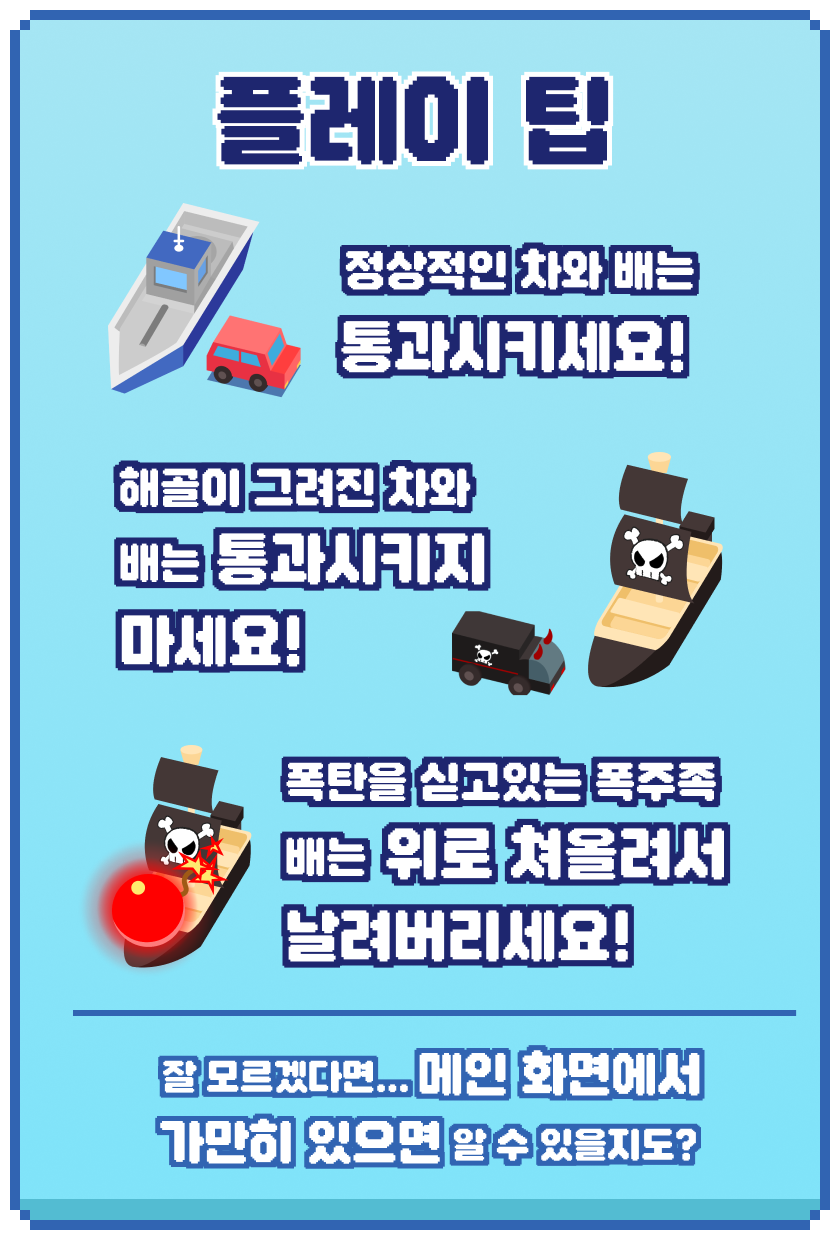 플레이 팁
정상적인 차와 배는
통과시키세요!
해골이 그려진 차와
배는 통과시키지
마세요!
폭탄을 싣고있는 폭주족
배는 위로 쳐올려서
날려버리세요!
잘 모르겠다면... 메인 화면에서
가만히 있으면 알 수 있을지도?